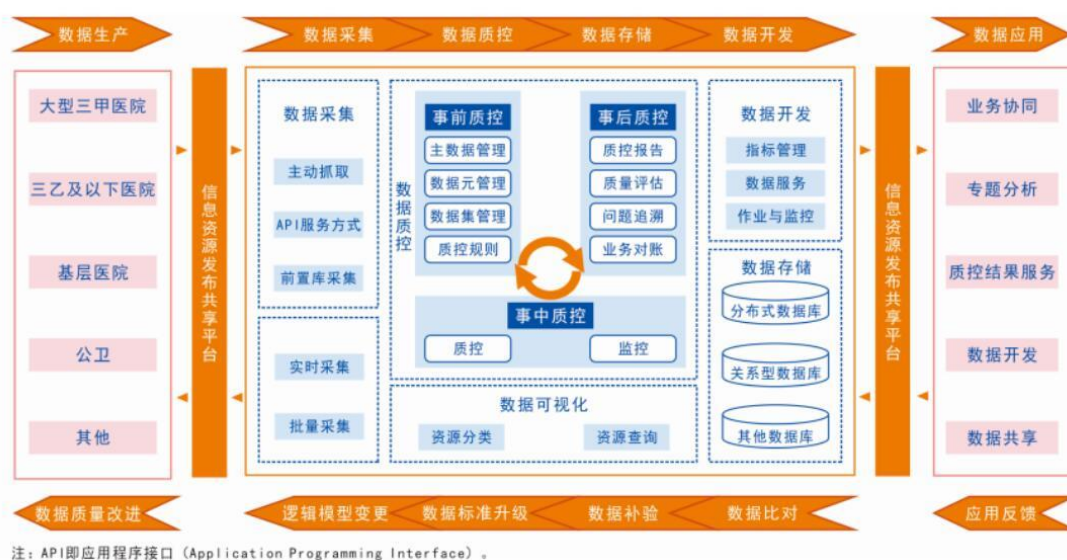 数据生产
数据采集
数据质控
数据存储
数据开发
数据应用
大型三甲医院
三乙及以下医院
基层医院
公卫
其他
信息资源发布共享平台
数据采集
主动抓取
API服务方式
前置库采集
实时采集
批量采集
数据质控
事前质控
主数据管理
数据元管理
数据集管理
质控规则
事后质控
质控报告
质量评估
问题追溯
业务对账
事中质控
质控
监控
数据可视化
资源分类
资源查询
数据开发
指标管理
数据服务
作业与监控
数据存储
分布式数据库
关系型数据库
其他数据库
信息资源发布共享平台
业务协同
专题分析
质控结果服务
数据开发
数据共享
数据质量改进
逻辑模型变更
数据标准升级
数据补验
数据比对
应用反馈
注：API即应用程序接口（Application Programming Interface）。